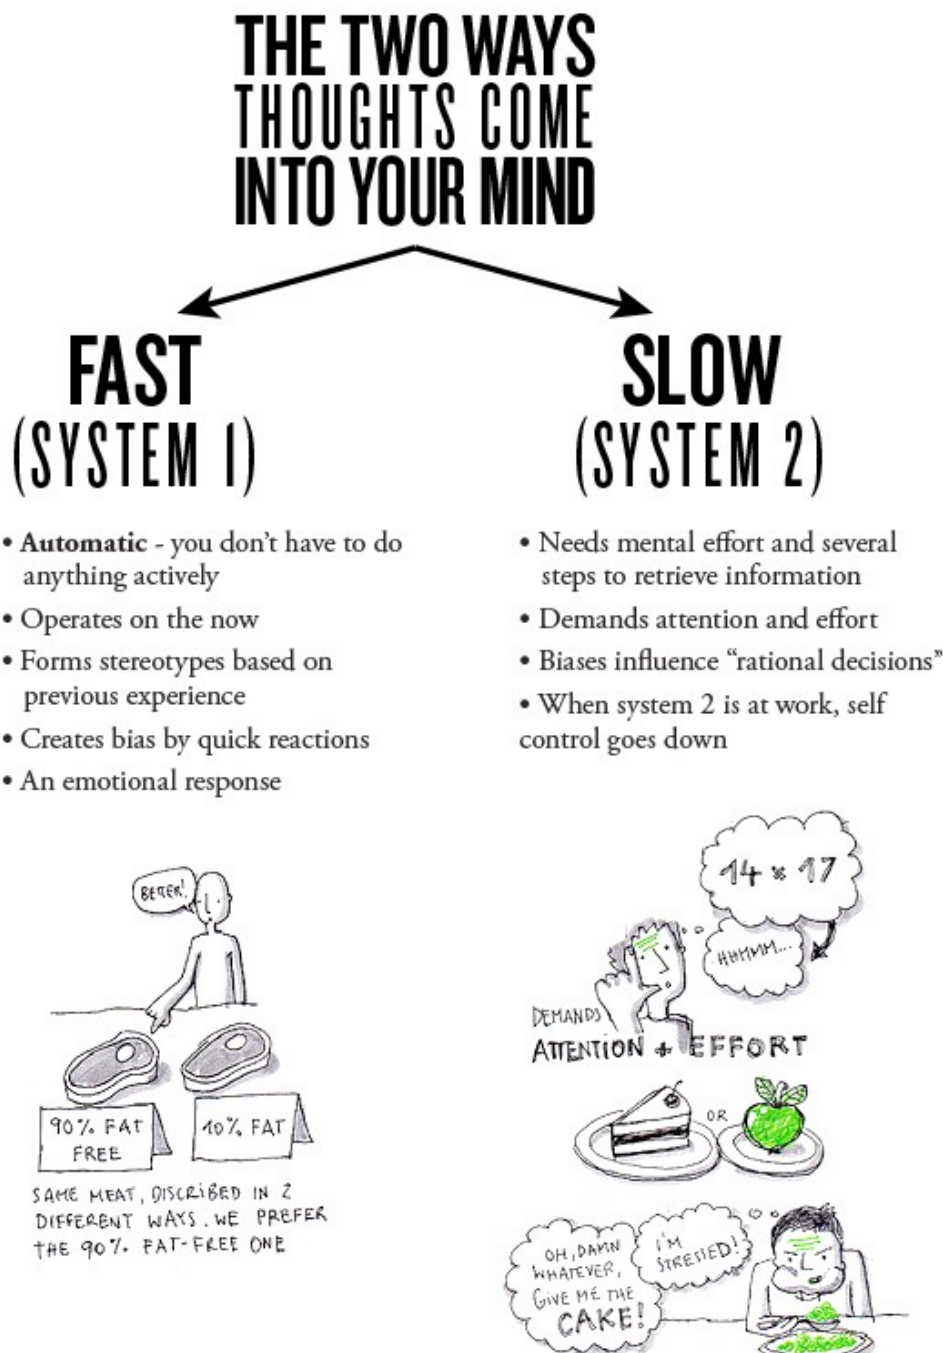 THE TWO WAYS
THOUGHTS COME
INTO YOUR MIND
FAST
(SYSTEM 1)
• Automatic - you don't have to do
anything actively
• Operates on the now
• Forms stereotypes based on
previous experience
• Creates bias by quick reactions
• An emotional response
BETTER!
90% FAT
FREE
10% FAT
SAME MEAT, DISCRIBED IN 2
DIFFERENT WAYS. WE PREFER
THE 90% FAT-FREE ONE
SLOW
(SYSTEM 2)
• Needs mental effort and several
steps to retrieve information
• Demands attention and effort
• Biases influence “rational decisions”
• When system 2 is at work, self
control goes down
14 x 17
HHMMM...
DEMANDS
ATTENTION + EFFORT
OR
OH, DAMN
WHATEVER,
GIVE ME THE
CAKE!
I'M
STRESSED!